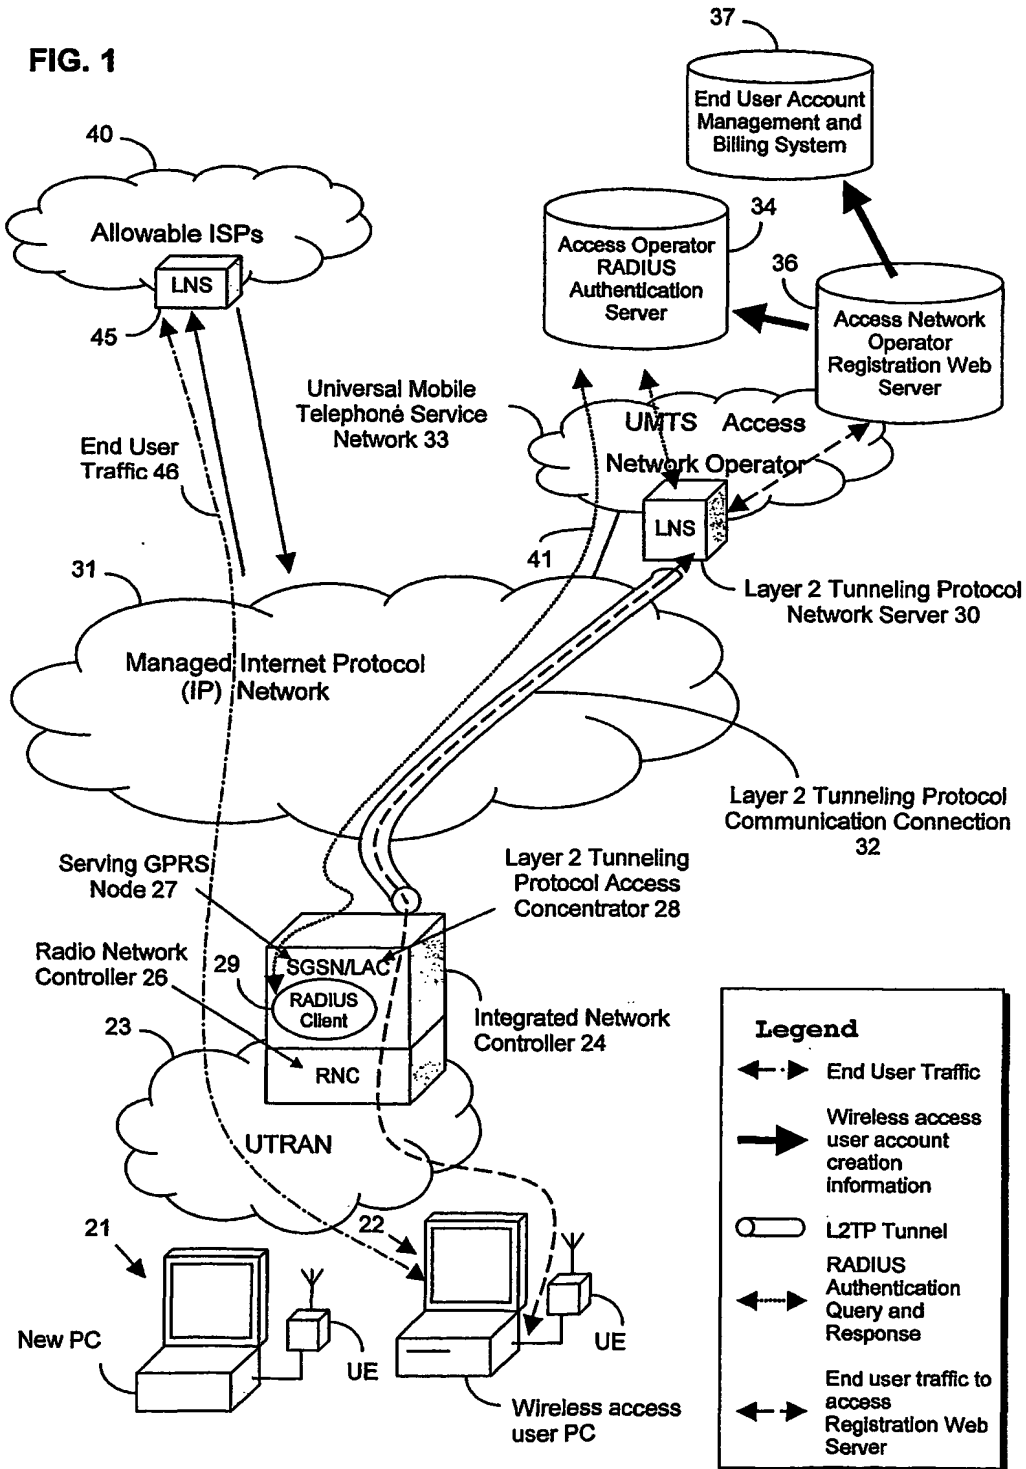 FIG. 1
37
End User Account
Management and
Billing System
40
Allowable ISPs
LNS
45
34
Access Operator
RADIUS
Authentication
Server
36
Access Network
Operator
Registration Web
Server
Universal Mobile
Telephone Service
Network 33
UMTS Access
Network Operator
LNS
End User
Traffic 46
41
31
Layer 2 Tunneling Protocol
Network Server 30
Managed Internet Protocol
(IP) Network
Layer 2 Tunneling Protocol
Communication Connection
32
Serving GPRS
Node 27
Layer 2 Tunneling
Protocol Access
Concentrator 28
Radio Network
Controller 26
29
SGSN/LAC
RADIUS
Client
RNC
Integrated Network
Controller 24
23
UTRAN
21
22
New PC
UE
UE
Wireless access
user PC
Legend
End User Traffic
Wireless access
user account
creation
information
L2TP Tunnel
RADIUS
Authentication
Query and
Response
End user traffic to
access
Registration Web
Server